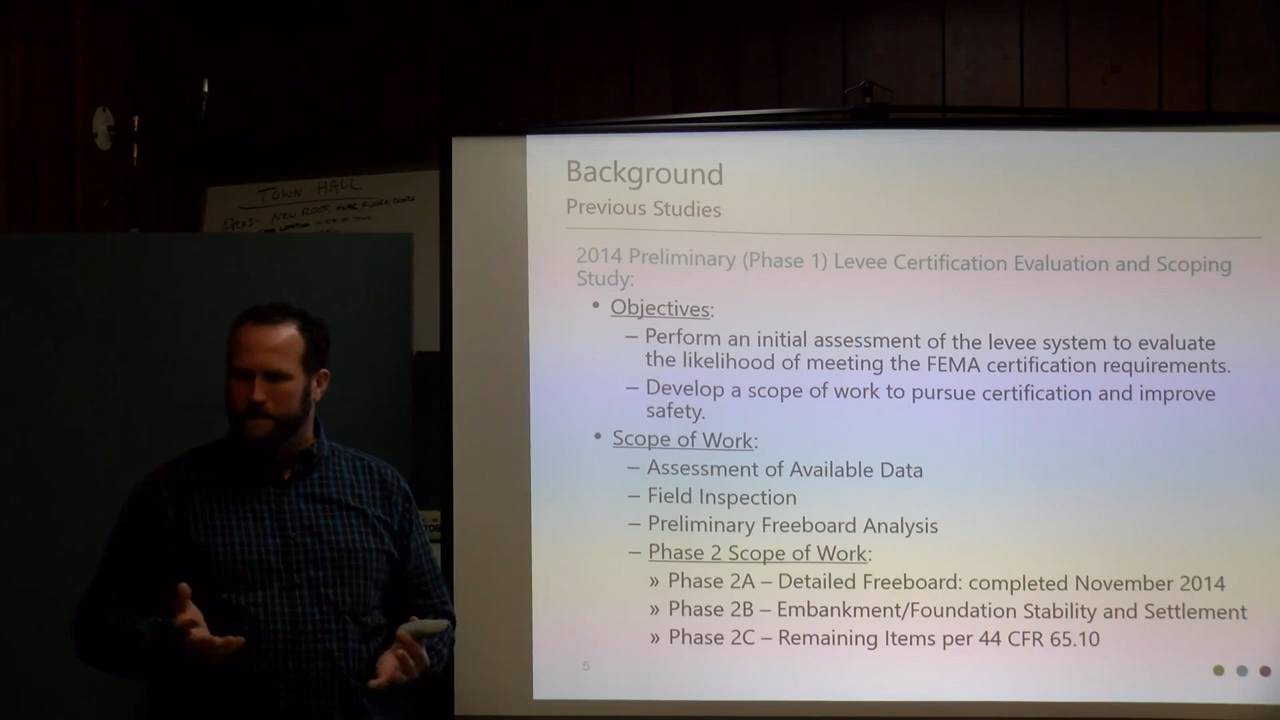 TOWN HALL
NEW ROOF,
Background
Previous Studies
2014 Preliminary (Phase 1) Levee Certification Evaluation and Scoping
Study:
• Objectives:
– Perform an initial assessment of the levee system to evaluate
the likelihood of meeting the FEMA certification requirements.
– Develop a scope of work to pursue certification and improve
safety.
• Scope of Work:
– Assessment of Available Data
– Field Inspection
– Preliminary Freeboard Analysis
– Phase 2 Scope of Work:
» Phase 2A – Detailed Freeboard: completed November 2014
» Phase 2B – Embankment/Foundation Stability and Settlement
» Phase 2C – Remaining Items per 44 CFR 65.10
5